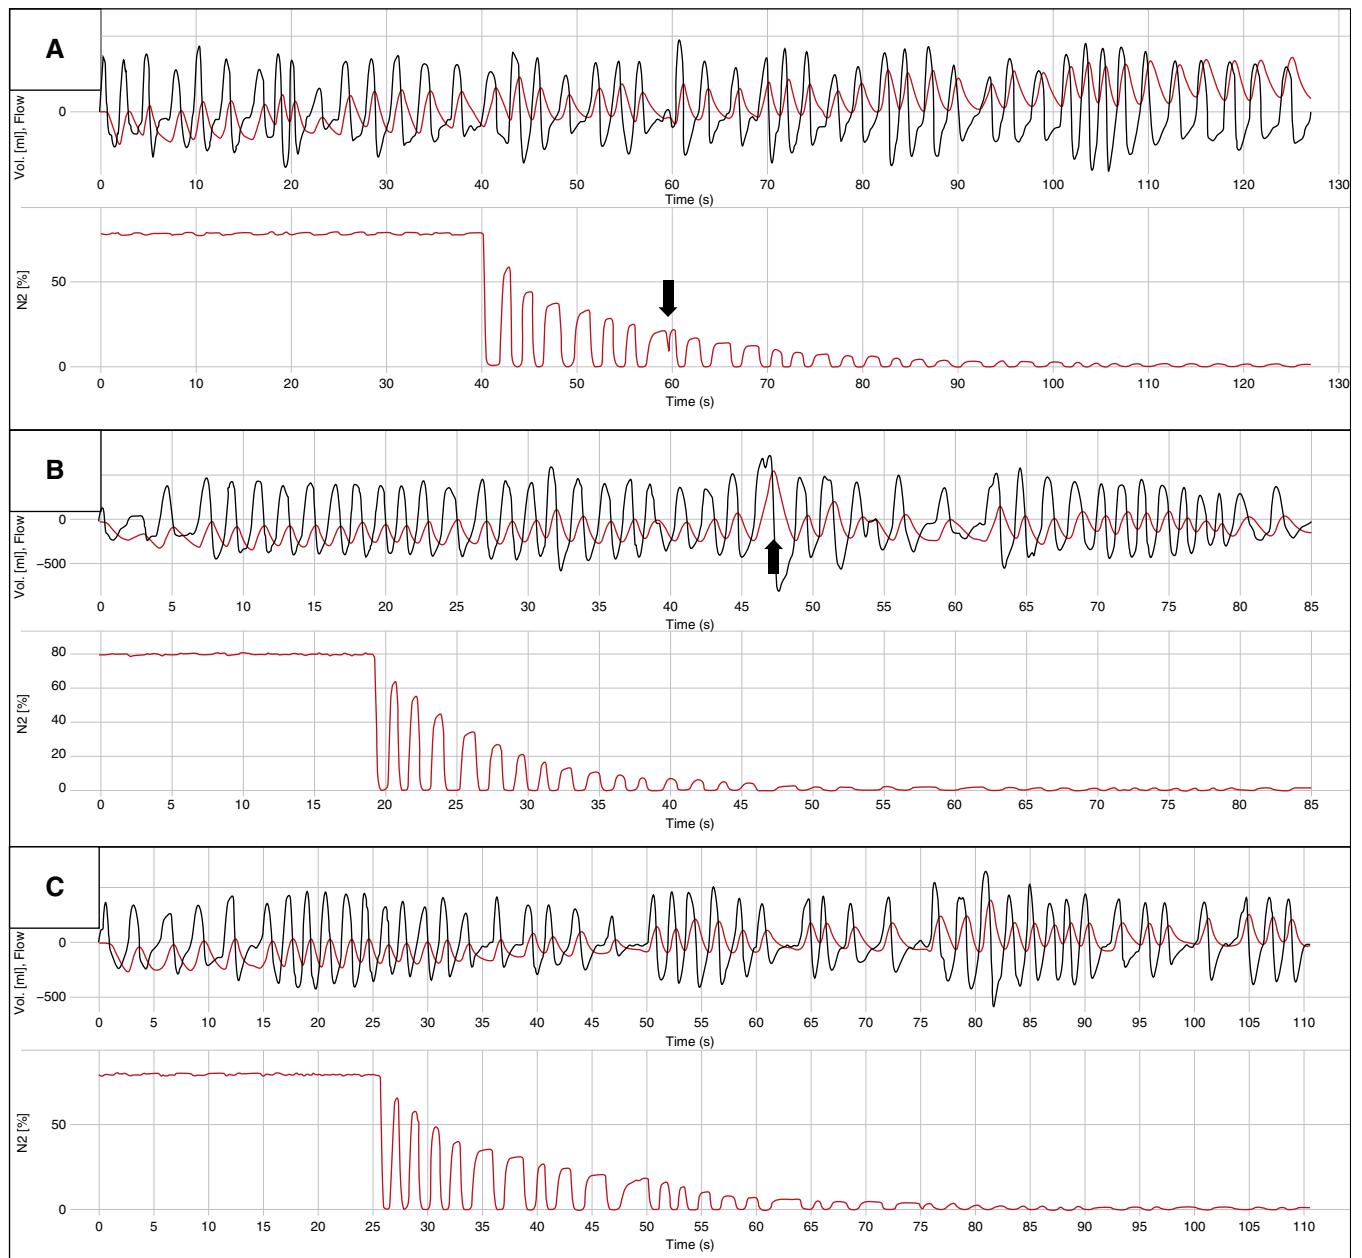 A
0
Vol. [ml], Flow
0 10 20 30 40 50 60 70 80 90 100 110 120 130
Time (s)
50
N2 [%]
0
0 10 20 30 40 50 60 70 80 90 100 110 120 130
Time (s)
B
0
Vol. [ml], Flow
−500
0 5 10 15 20 25 30 35 40 45 50 55 60 65 70 75 80 85
Time (s)
80
60
N2 [%]
40
20
0
0 5 10 15 20 25 30 35 40 45 50 55 60 65 70 75 80 85
Time (s)
C
0
Vol. [ml], Flow
−500
0 5 10 15 20 25 30 35 40 45 50 55 60 65 70 75 80 85 90 95 100 105 110
Time (s)
50
N2 [%]
0
0 5 10 15 20 25 30 35 40 45 50 55 60 65 70 75 80 85 90 95 100 105 110
Time (s)